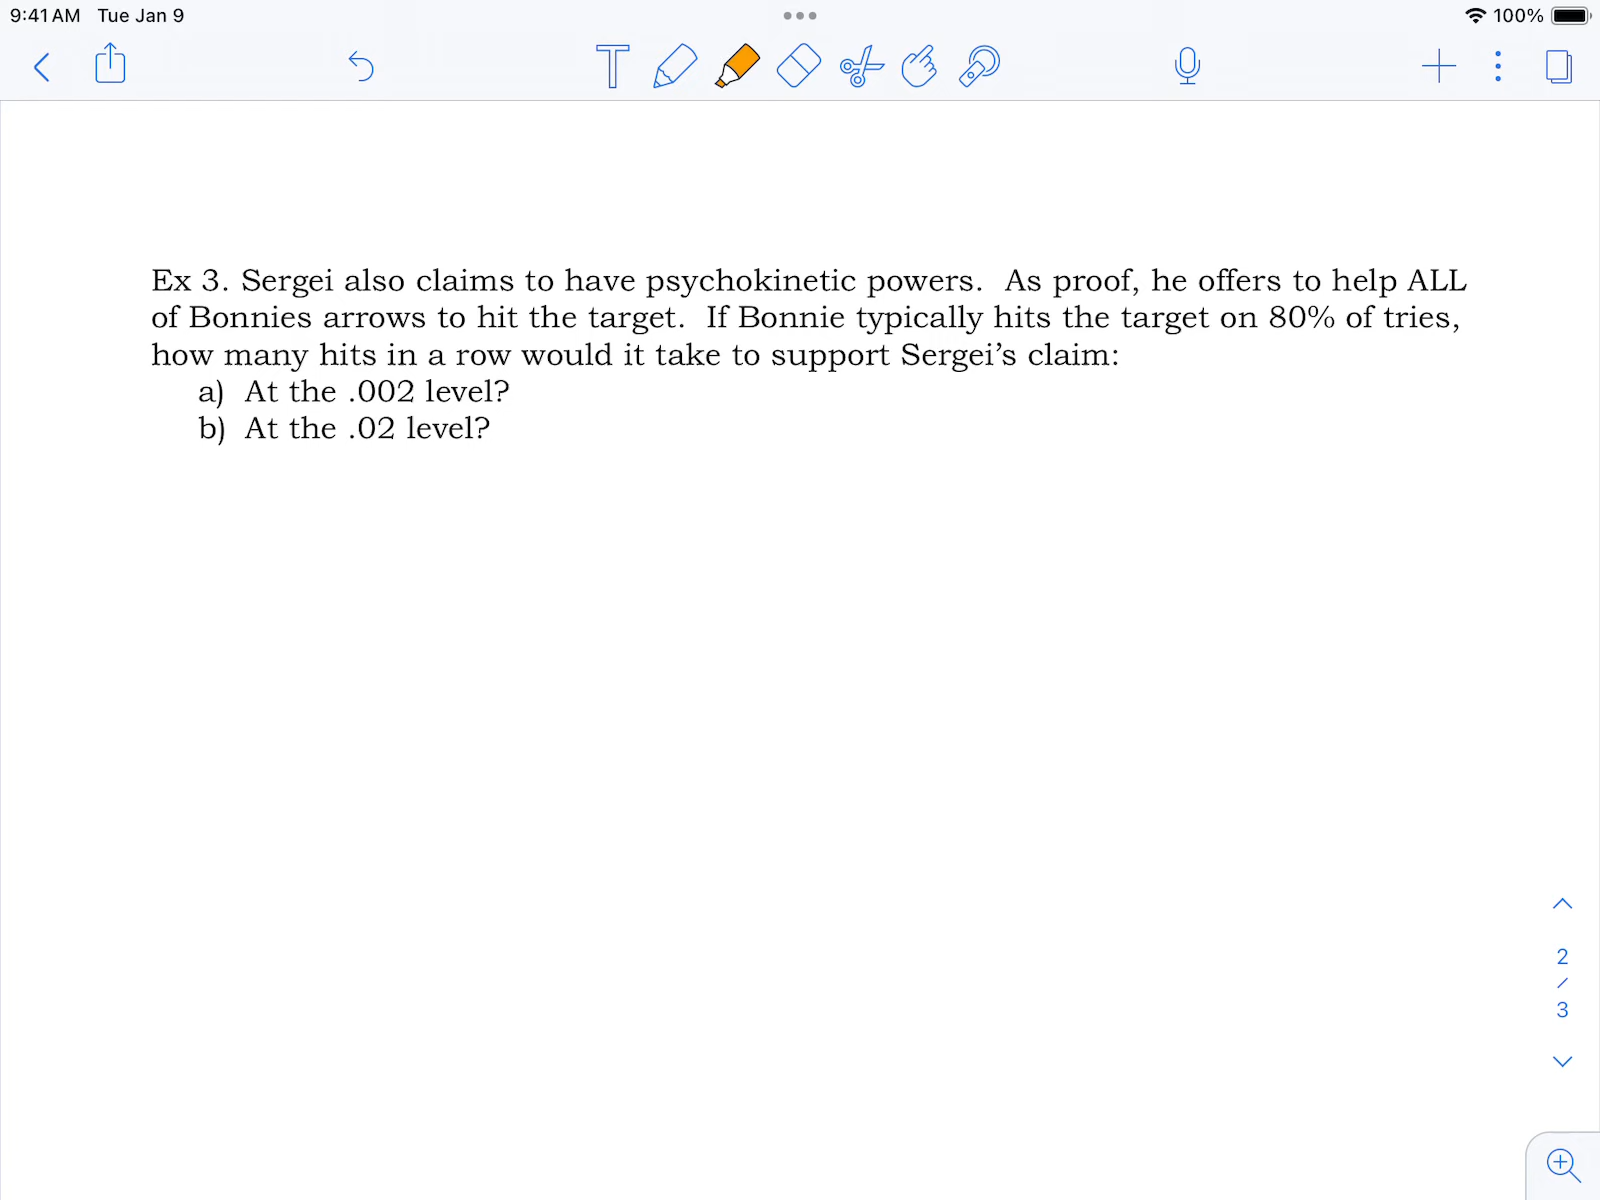 9:41 AM Tue Jan 9
100%
Ex 3. Sergei also claims to have psychokinetic powers.  As proof, he offers to help ALL
of Bonnies arrows to hit the target.  If Bonnie typically hits the target on 80% of tries,
how many hits in a row would it take to support Sergei’s claim:
a) At the .002 level?
b) At the .02 level?
2
/
3